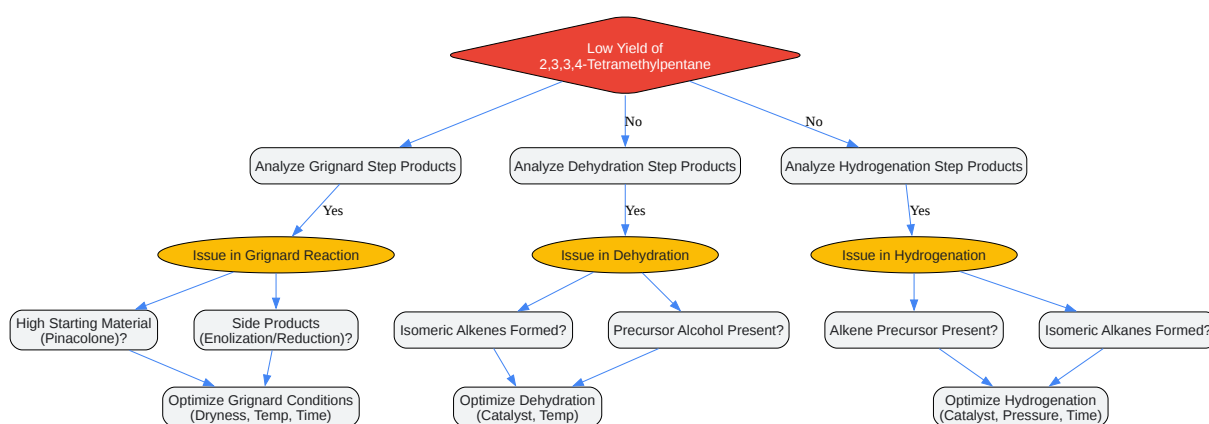 Low Yield of
2,3,3,4-Tetramethylpentane
No
No
Analyze Grignard Step Products
Analyze Dehydration Step Products
Analyze Hydrogenation Step Products
Yes
Yes
Yes
Issue in Grignard Reaction
Issue in Dehydration
Issue in Hydrogenation
High Starting Material
(Pinacolone)?
Side Products
(Enolization/Reduction)?
Isomeric Alkenes Formed?
Precursor Alcohol Present?
Alkene Precursor Present?
Isomeric Alkanes Formed?
Optimize Grignard Conditions
(Dryness, Temp, Time)
Optimize Dehydration
(Catalyst, Temp)
Optimize Hydrogenation
(Catalyst, Pressure, Time)